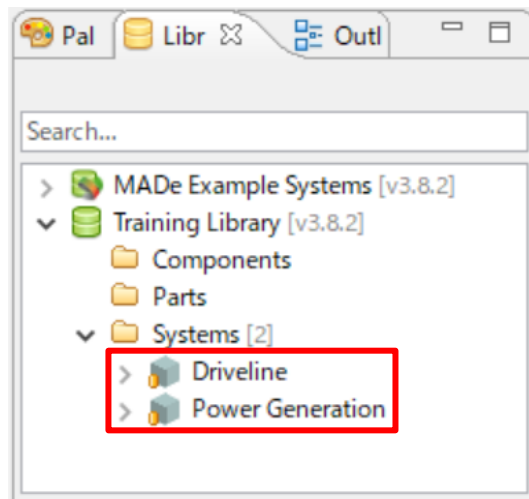 Pal Libr Outl
Search...
MADe Example Systems [v3.8.2]
Training Library [v3.8.2]
Components
Parts
Systems [2]
Driveline
Power Generation